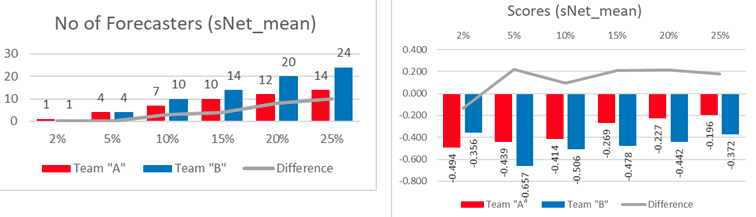 No of Forecasters (sNet_mean)
30
20
10
0
1 1 4 4 7 10 10 14 12 20 14 24
2% 5% 10% 15% 20% 25%
Team "A" Team "B" Difference
Scores (sNet_mean)
2% 5% 10% 15% 20% 25%
0.400
0.200
0.000
-0.200
-0.400
-0.600
-0.800
-0.494 -0.356 -0.439 -0.657 -0.414 -0.506 -0.269 -0.478 -0.227 -0.442 -0.196 -0.372
Team "A" Team "B" Difference